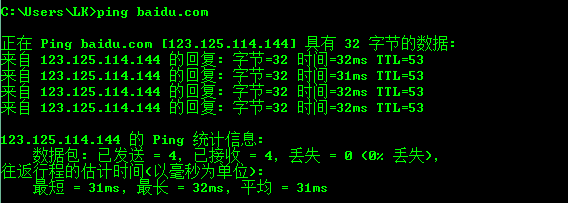 C:\Users\LK>ping baidu.com
正在 Ping baidu.com [123.125.114.144] 具有 32 字节的数据:
来自 123.125.114.144 的回复: 字节=32 时间=32ms TTL=53
来自 123.125.114.144 的回复: 字节=32 时间=31ms TTL=53
来自 123.125.114.144 的回复: 字节=32 时间=32ms TTL=53
来自 123.125.114.144 的回复: 字节=32 时间=32ms TTL=53
123.125.114.144 的 Ping 统计信息:
数据包: 已发送 = 4, 已接收 = 4, 丢失 = 0 (0% 丢失),
往返行程的估计时间(以毫秒为单位):
最短 = 31ms, 最长 = 32ms, 平均 = 31ms